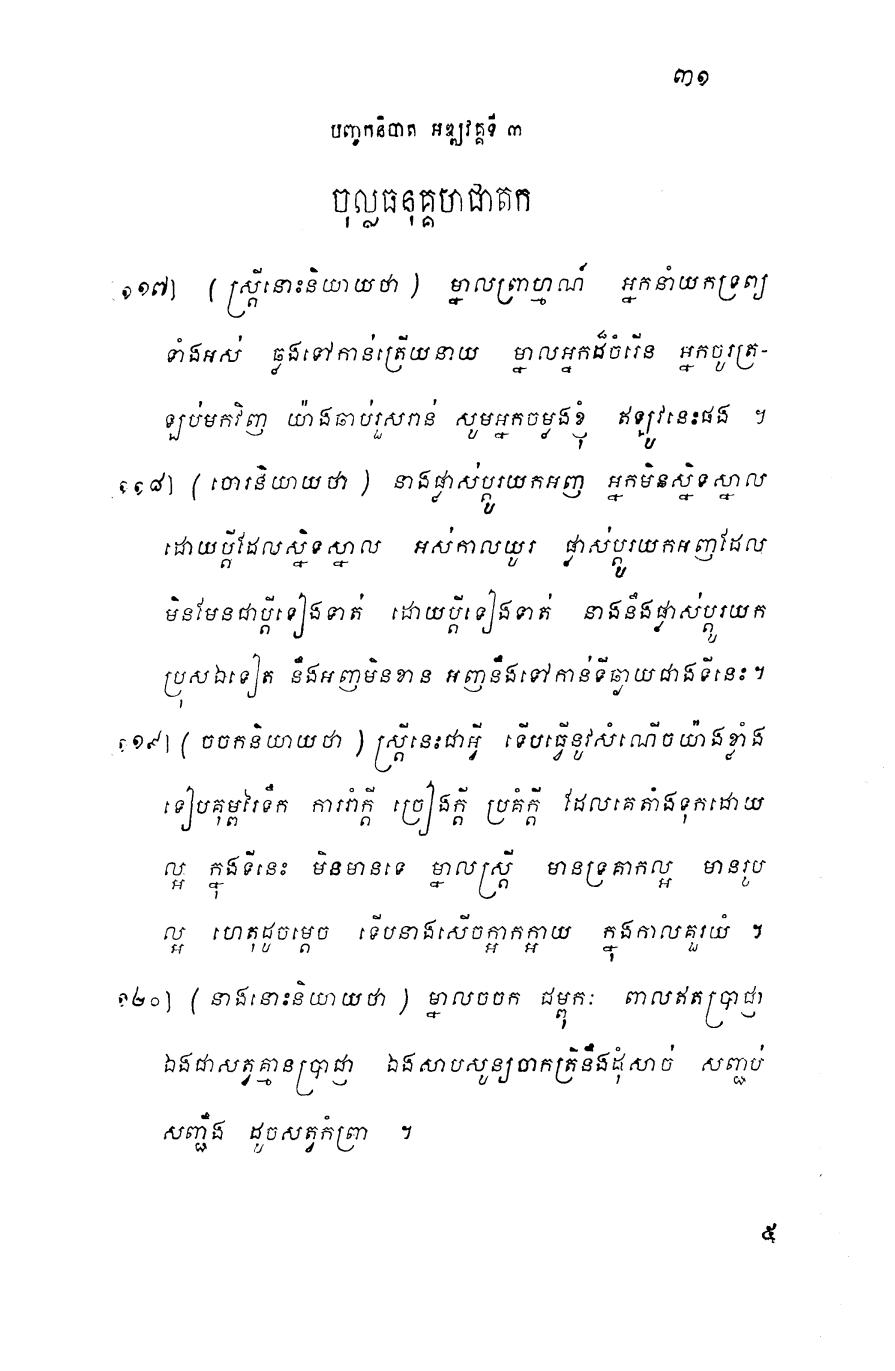 ៣១
បញ្ចកនិបាត អឌ្ឍវគ្គទី ៣
ចុល្លធនុគ្គហជាតក
[១១៧] ( ស្ត្រីនោះនិយាយថា ) ម្នាលព្រាហ្មណ៍ អ្នកនាំយកទ្រព្យ
ទាំងអស់ ឆ្លងទៅកាន់ត្រើយនាយ ម្នាលអ្នកដ៏ចំរើន អ្នកចូរត្រ-
ឡប់មកវិញ យ៉ាងឆាប់រួសរាន់ សូមអ្នកចម្លងខ្ញុំ ឥឡូវនេះផង ។
[១១៨] ( ចោរនិយាយថា ) នាងផ្លាស់ប្តូរយកអញ អ្នកមិនស្និទស្នាល
ដោយប្តីដែលស្និទស្នាល អស់កាលយូរ ផ្លាស់ប្តូរយកអញដែល
មិនមែនជាប្តីទៀងទាត់ ដោយប្តីទៀងទាត់ នាងនឹងផ្លាស់ប្តូរយក
ប្រុសឯទៀត នឹងអញមិនខាន អញនឹងទៅកាន់ទីឆ្ងាយជាងទីនេះ។
[១១៩] ( ចចកនិយាយថា ) ស្ត្រីនេះជាអ្វី ទើបធ្វើនូវសំណើចយ៉ាងខ្លាំង
ទៀបគុម្ពរៃទឹក ការរាំក្តី ច្រៀងក្តី ប្រគំក្តី ដែលគេតាំងទុកដោយ
ល្អ ក្នុងទីនេះ មិនមានទេ ម្នាលស្ត្រី មានទ្រគាកល្អ មានរូប
ល្អ ហេតុដូចម្តេច ទើបនាងសើចក្អាកក្អាយ ក្នុងកាលគួរយំ ។
[១២០] ( នាងនោះនិយាយថា ) ម្នាលចចក ជម្ពុកៈ ពាលឥតប្រាជ្ញា
ឯងជាសត្វគ្មានប្រាជ្ញា ឯងសាបសូន្យចាកត្រីនឹងដុំសាច់ សញ្ជប់
សញ្ជឹង ដូចសត្វកំព្រា ។
៥